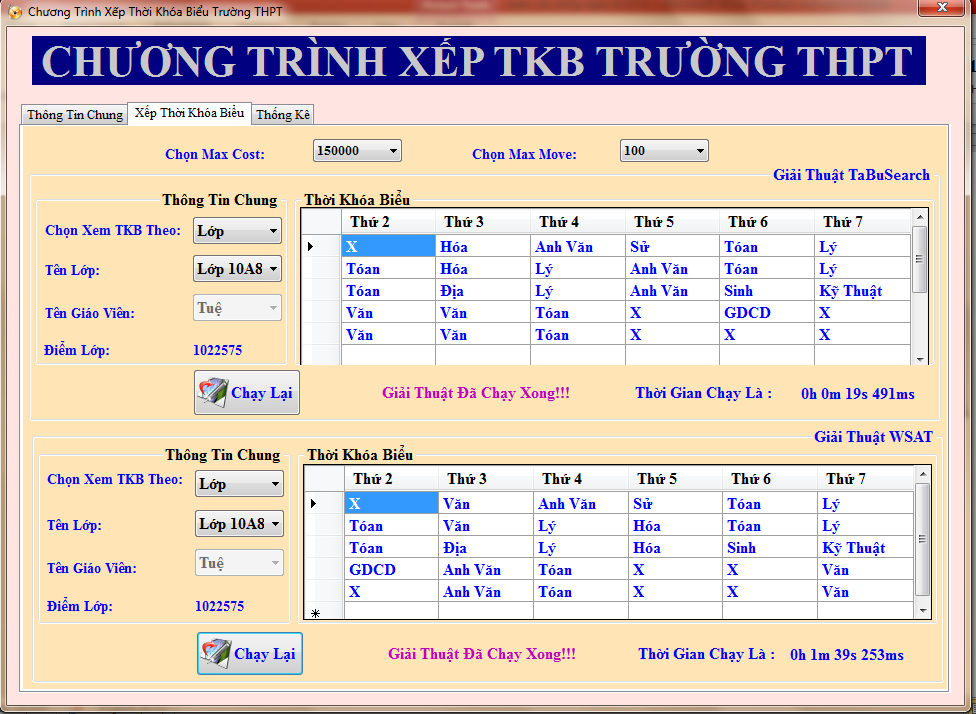 Chương Trình Xếp Thời Khóa Biểu Trường THPT
CHƯƠNG TRÌNH XẾP TKB TRƯỜNG THPT
Thông Tin Chung Xếp Thời Khóa Biểu Thống Kê
Chọn Max Cost: 150000 Chọn Max Move: 100
Giải Thuật TaBuSearch
Thông Tin Chung
Chọn Xem TKB Theo: Lớp
Tên Lớp: Lớp 10A8
Tên Giáo Viên: Tuệ
Điểm Lớp: 1022575
Thời Khóa Biểu
Thứ 2 Thứ 3 Thứ 4 Thứ 5 Thứ 6 Thứ 7
X Hóa Anh Văn Sử Tóan Lý
Tóan Hóa Lý Anh Văn Tóan Lý
Tóan Địa Lý Anh Văn Sinh Kỹ Thuật
Văn Văn Tóan X GDCD X
Văn Văn Tóan X X X
Chạy Lại Giải Thuật Đã Chạy Xong!!! Thời Gian Chạy Là : 0h 0m 19s 491ms
Giải Thuật WSAT
Thông Tin Chung
Chọn Xem TKB Theo: Lớp
Tên Lớp: Lớp 10A8
Tên Giáo Viên: Tuệ
Điểm Lớp: 1022575
Thời Khóa Biểu
Thứ 2 Thứ 3 Thứ 4 Thứ 5 Thứ 6 Thứ 7
X Văn Anh Văn Sử Tóan Lý
Tóan Văn Lý Hóa Tóan Lý
Tóan Địa Lý Hóa Sinh Kỹ Thuật
GDCD Anh Văn Tóan X X Văn
X Anh Văn Tóan X X Văn
Chạy Lại Giải Thuật Đã Chạy Xong!!! Thời Gian Chạy Là : 0h 1m 39s 253ms